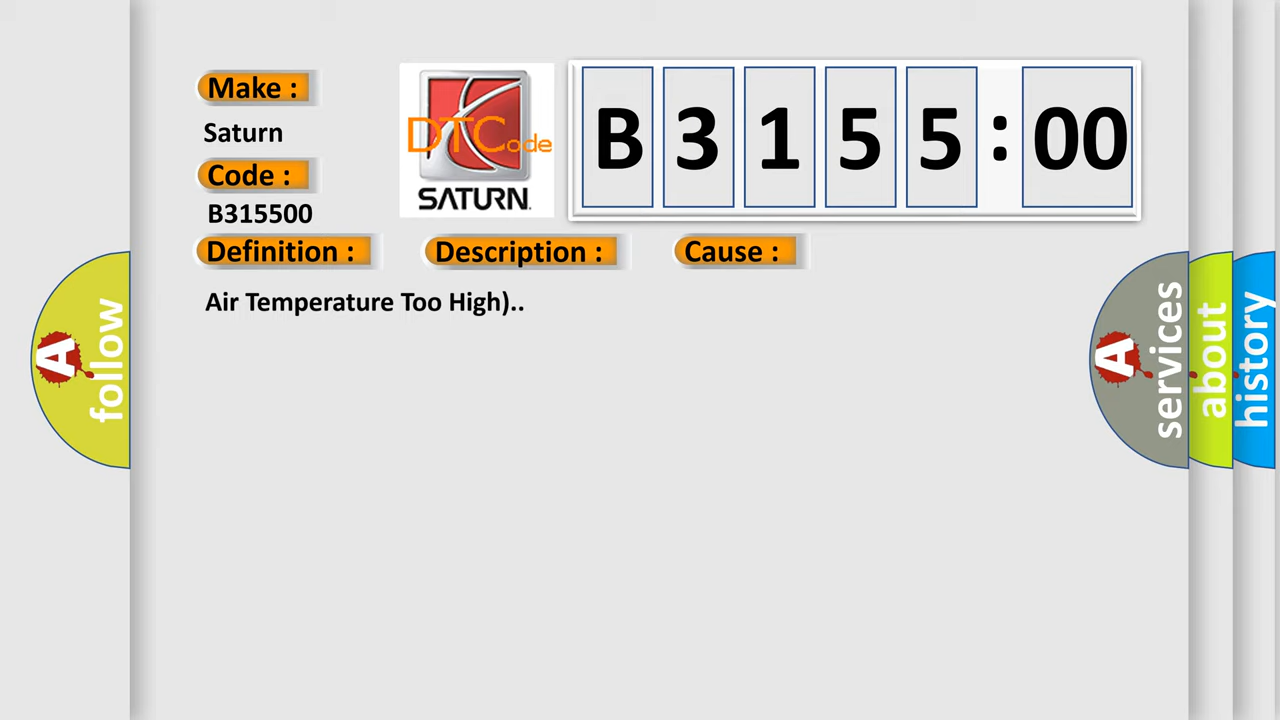 Make :
Saturn
Code :
B315500
DTCode
SATURN
B 3 1 5 5 : 00
Definition :
Description :
Cause :
Air Temperature Too High)..
A
follow
A
services
about
history